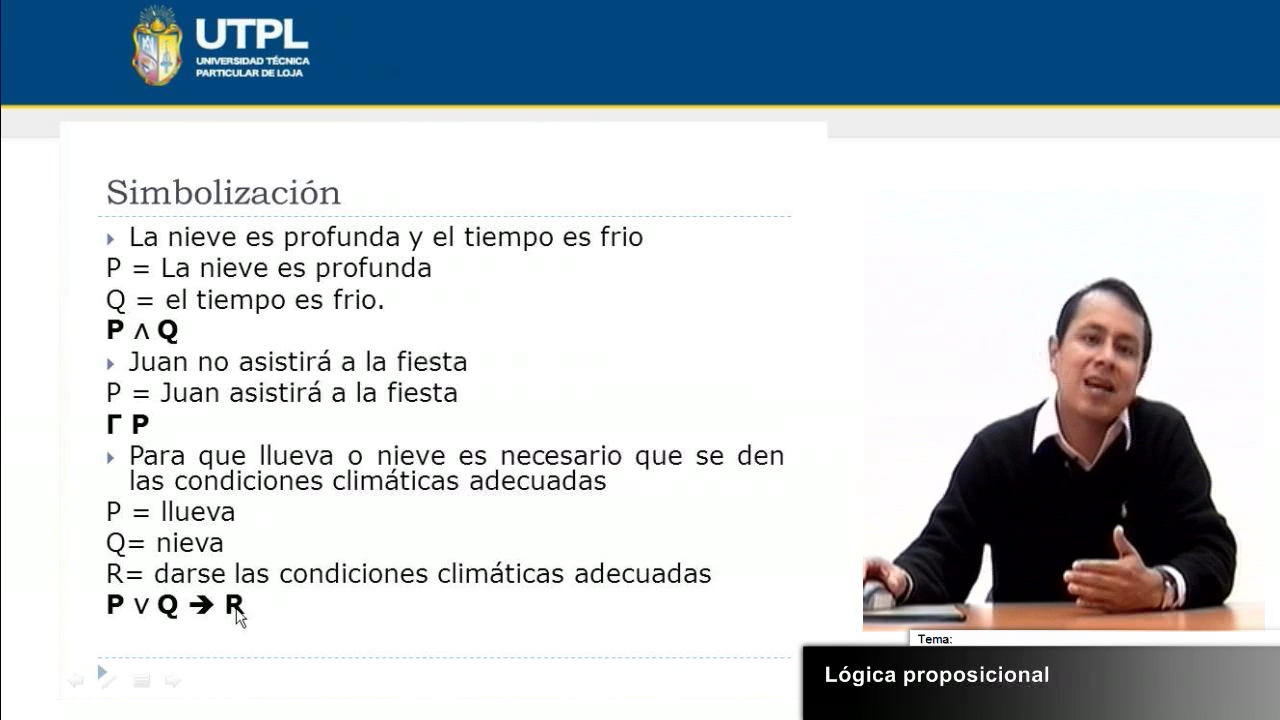 UTPL
UNIVERSIDAD TÉCNICA
PARTICULAR DE LOJA
Simbolización
La nieve es profunda y el tiempo es frio
P = La nieve es profunda
Q = el tiempo es frio.
P ∧ Q
Juan no asistirá a la fiesta
P = Juan asistirá a la fiesta
Γ P
Para que llueva o nieve es necesario que se den
las condiciones climáticas adecuadas
P = llueva
Q= nieva
R= darse las condiciones climáticas adecuadas
P ∨ Q ➔ R
Tema:
Lógica proposicional